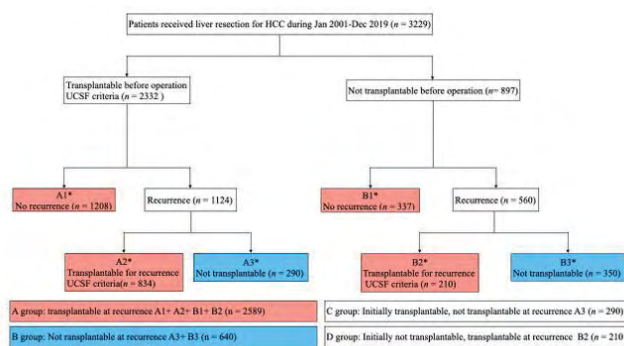 Patients received liver resection for HCC during Jan 2001-Dec 2019 (n = 3229)
Transplantable before operation
UCSF criteria (n = 2332 )
Not transplantable before operation (n= 897)
A1*
No recurrence (n = 1208)
Recurrence (n = 1124)
B1*
No recurrence (n = 337)
Recurrence (n = 560)
A2*
Transplantable for recurrence
UCSF criteria(n = 834)
A3*
Not transplantable (n = 290)
B2*
Transplantable for recurrence
UCSF criteria (n = 210)
B3*
Not transplantable (n = 350)
A group: transplantable at recurrence A1+ A2+ B1+ B2 (n = 2589)
B group: Not ransplantable at recurrence A3+ B3 (n = 640)
C group: Initially transplantable, not transplantable at recurrence A3 (n = 290)
D group: Initially not tranplantable, transplantable at recurrence B2 (n = 210)